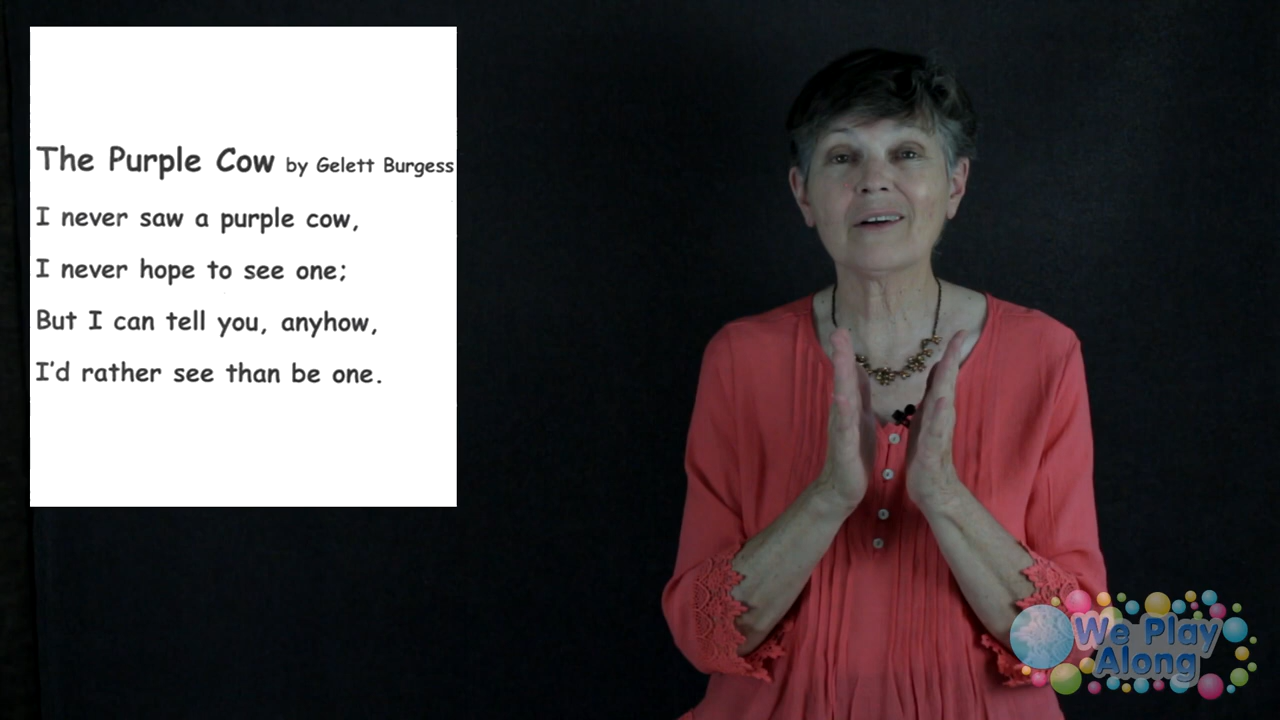 The Purple Cow by Gelett Burgess
I never saw a purple cow,
I never hope to see one;
But I can tell you, anyhow,
I'd rather see than be one.
We Play
Along